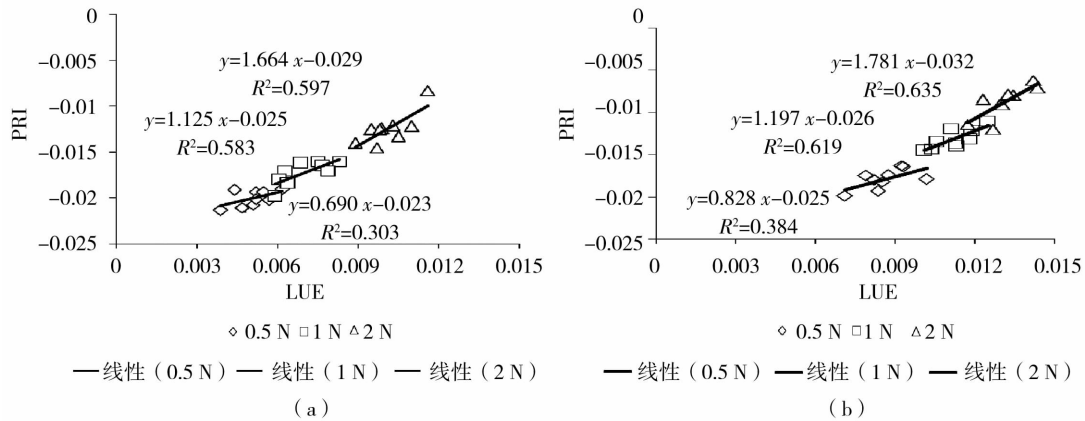 0
-0.005
-0.01
-0.015
-0.02
-0.025
PRI
y=1.664 x-0.029
R²=0.597
y=1.125 x-0.025
R²=0.583
y=0.690 x-0.023
R²=0.303
0 0.003 0.006 0.009 0.012 0.015
LUE
0.5 N 1 N 2 N
线性（0.5 N） 线性（1 N） 线性（2 N）
（a）
0
-0.005
-0.01
-0.015
-0.02
-0.025
PRI
y=1.781 x-0.032
R²=0.635
y=1.197 x-0.026
R²=0.619
y=0.828 x-0.025
R²=0.384
0 0.003 0.006 0.009 0.012 0.015
LUE
0.5 N 1 N 2 N
线性（0.5 N） 线性（1 N） 线性（2 N）
（b）